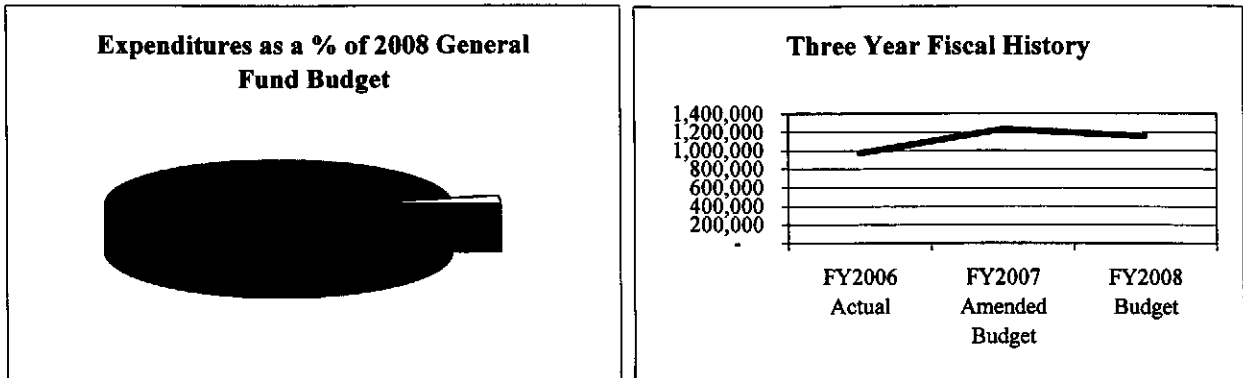 Expenditures as a % of 2008 General
Fund Budget
Three Year Fiscal History
1,400,000
1,200,000
1,000,000
800,000
600,000
400,000
200,000
-
FY2006
Actual
FY2007
Amended
Budget
FY2008
Budget